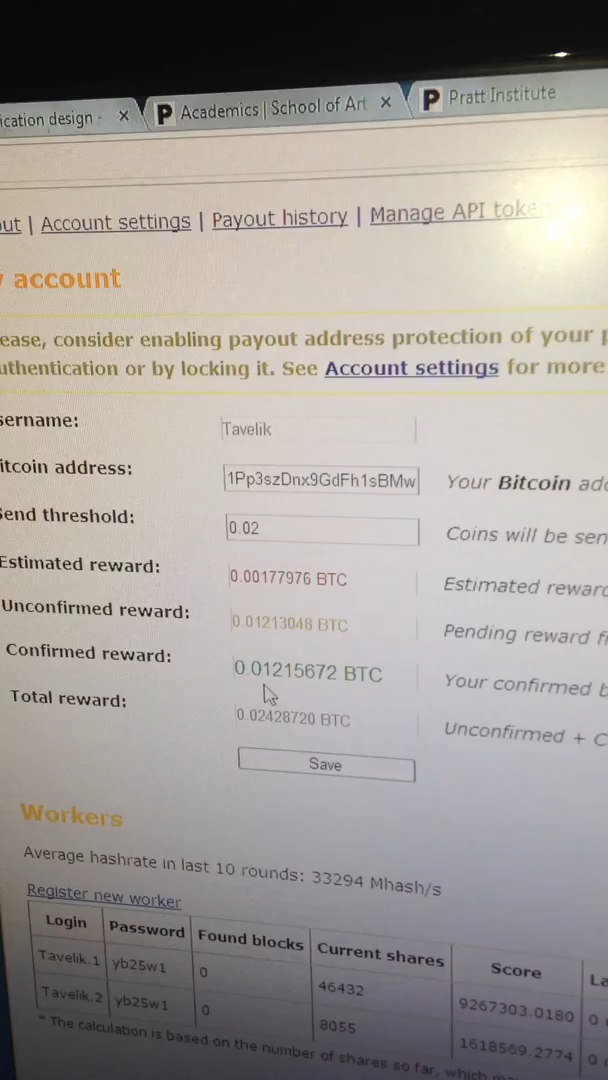 ication design -
Academics | School of Art
Pratt Institute
out | Account settings | Payout history | Manage API toke
y account
ease, consider enabling payout address protection of your p
uthentication or by locking it. See Account settings for more
sername:
Tavelik
itcoin address:
1Pp3szDnx9GdFh1sBMw
Your Bitcoin add
Send threshold:
0.02
Coins will be sen
Estimated reward:
0.00177976 BTC
Estimated reward
Unconfirmed reward:
0.01213048 BTC
Pending reward f
Confirmed reward:
0.01215672 BTC
Your confirmed b
Total reward:
0.02428720 BTC
Unconfirmed + C
Save
Workers
Average hashrate in last 10 rounds: 33294 Mhash/s
Register new worker
Login Password Found blocks Current shares Score La
Tavelik.1 yb25w1 0 46432 9267303.0180 0
Tavelik.2 yb25w1 0 8055 1618569.2774 0
* The calculation is based on the number of shares so far, which